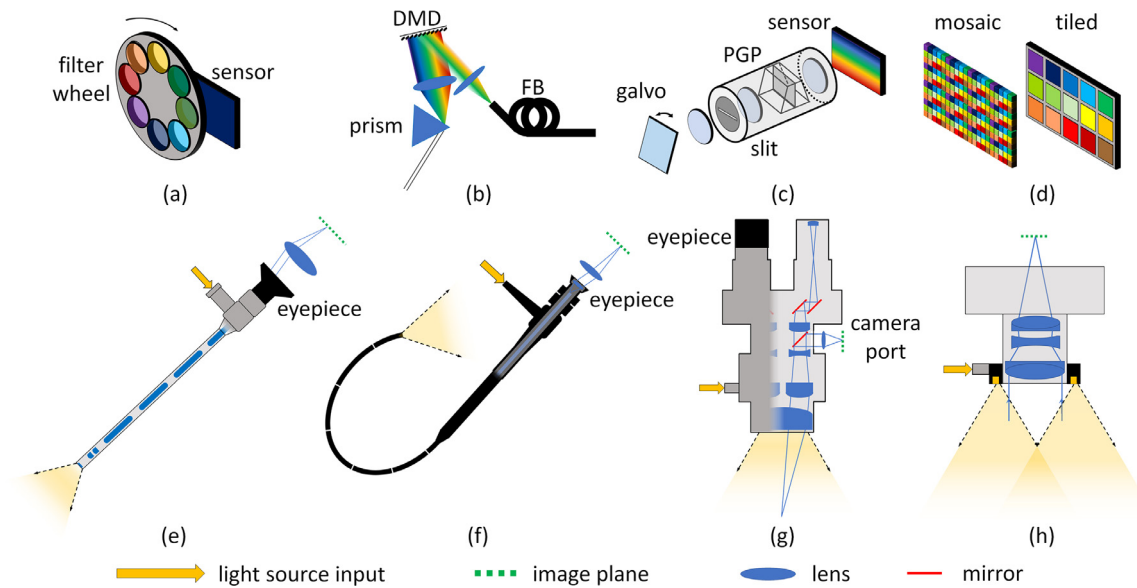 filter
wheel
sensor
(a)
DMD
prism
FB
(b)
galvo
PGP
slit
sensor
(c)
mosaic
tiled
(d)
eyepiece
(e)
eyepiece
(f)
eyepiece
camera
port
(g)
(h)
light source input
image plane
lens
mirror